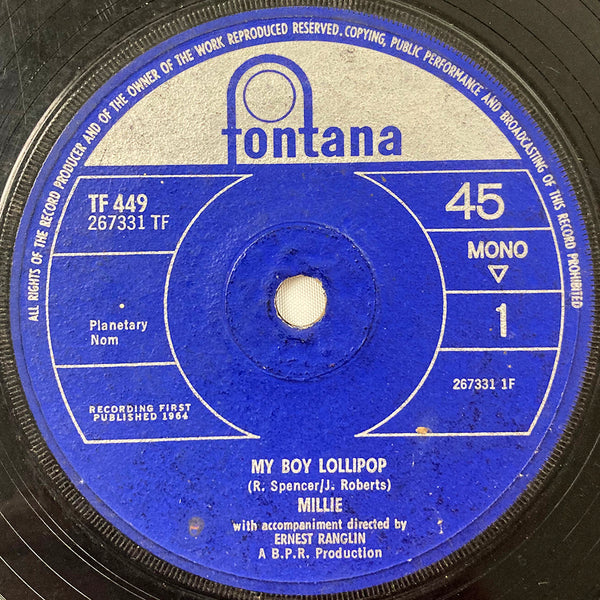 ALL RIGHTS OF THE RECORD PRODUCER AND OF THE OWNER OF THE WORK REPRODUCED RESERVED. COPYING, PUBLIC PERFORMANCE AND BROADCASTING OF THIS RECORD PROHIBITED
fontana
TF 449
267331 TF
45
MONO
1
Planetary
Nom
267331 1F
RECORDING FIRST
PUBLISHED 1964
MY BOY LOLLIPOP
(R. Spencer/J. Roberts)
MILLIE
with accompaniment directed by
ERNEST RANGLIN
A B.P.R. Production